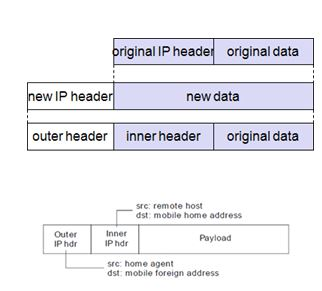 original IP header original data
new IP header new data
outer header inner header original data
src: remote host
dst: mobile home address
Outer IP hdr Inner IP hdr Payload
src: home agent
dst: mobile foreign address